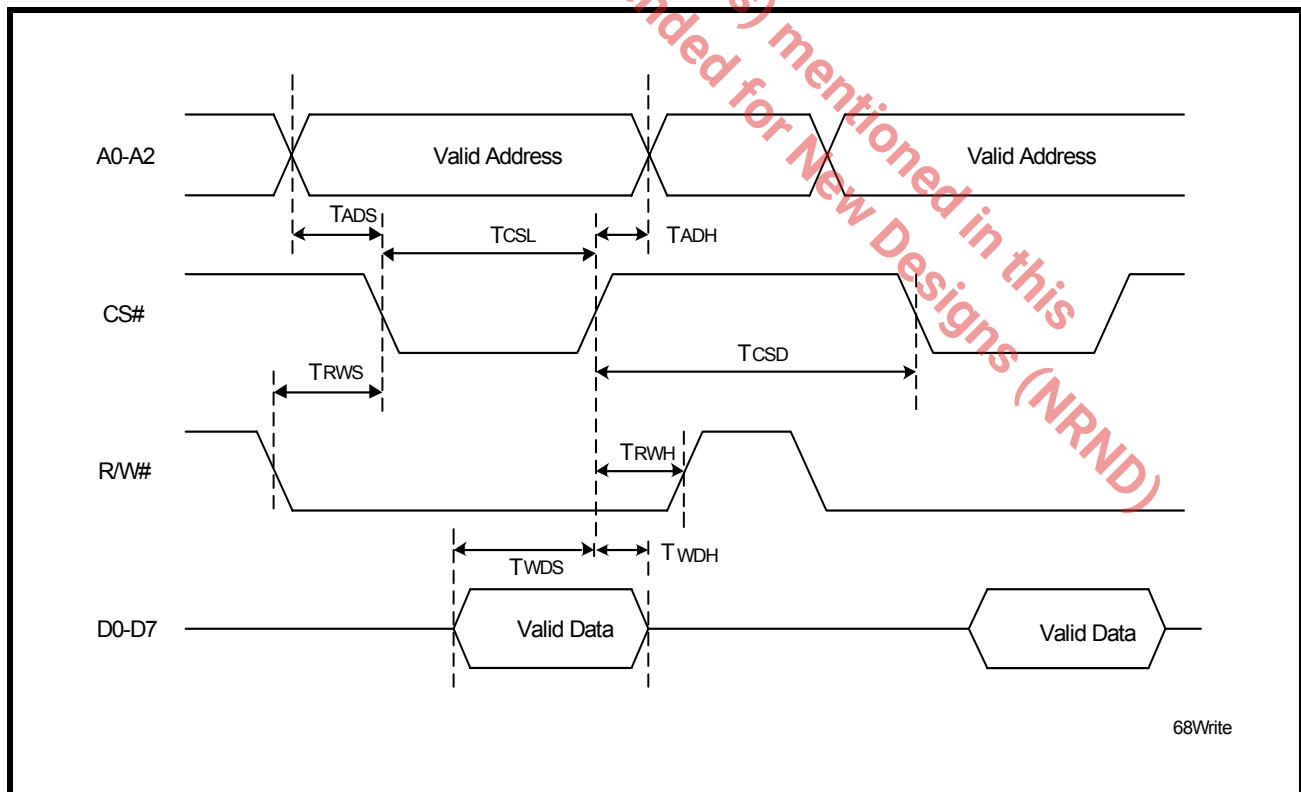 s) mentioned in this
nded for New Designs (NRND)
A0-A2
Valid Address
Valid Address
TADS
TCSL
TADH
CS#
TCSD
TRWS
R/W#
TRWH
TWDS
TWDH
D0-D7
Valid Data
Valid Data
68Write